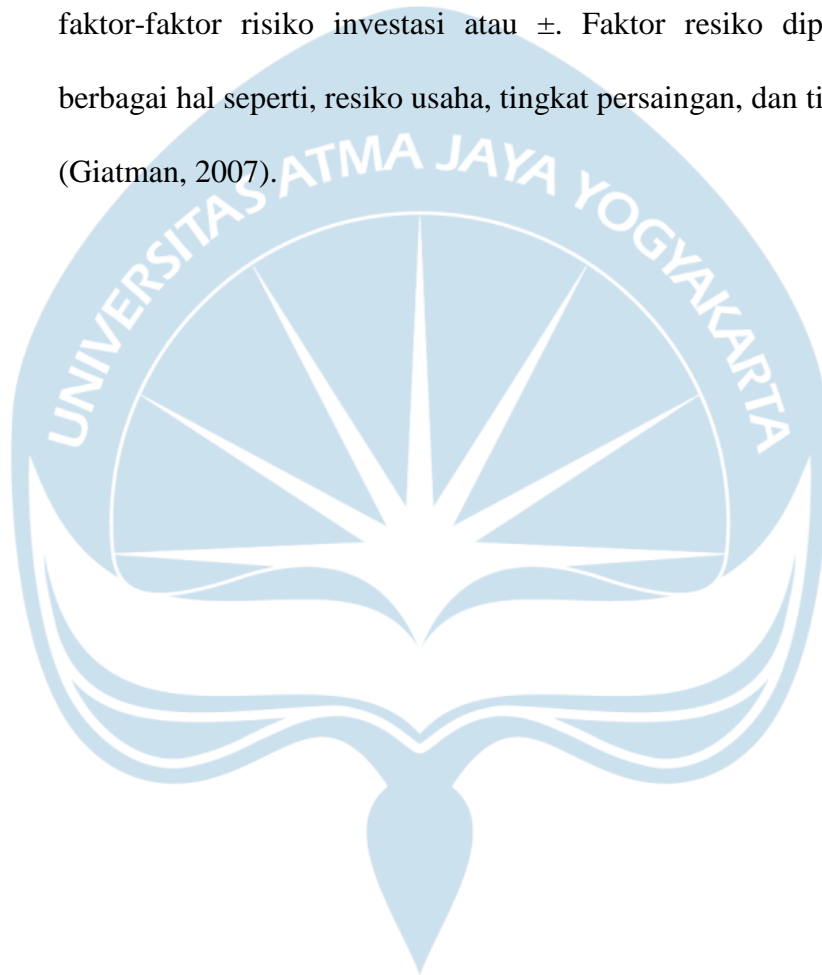 faktor-faktor risiko investasi atau ±. Faktor resiko dip
berbagai hal seperti, resiko usaha, tingkat persaingan, dan ti
(Giatman, 2007).
UNIVERSITAS ATMA JAYA YOGYAKARTA